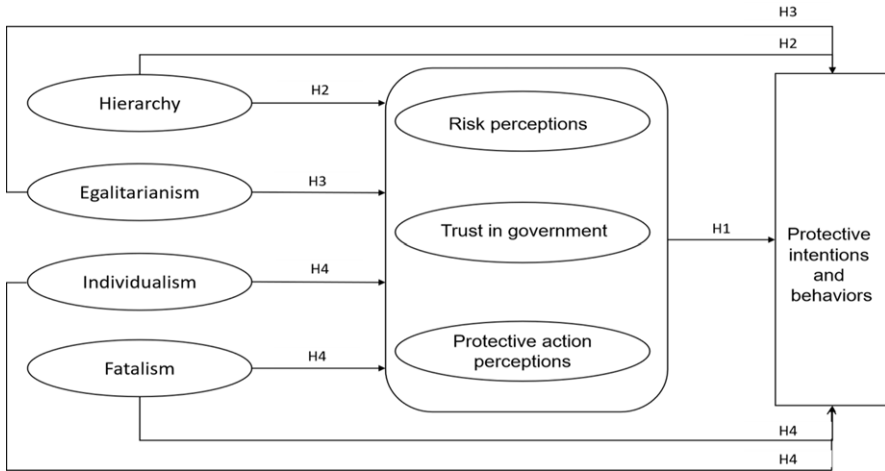 H3
H2
Hierarchy
H2
Risk perceptions
Egalitarianism
H3
Trust in government
H1
Protective
intentions
and
behaviors
Individualism
H4
Protective action
perceptions
Fatalism
H4
H4
H4